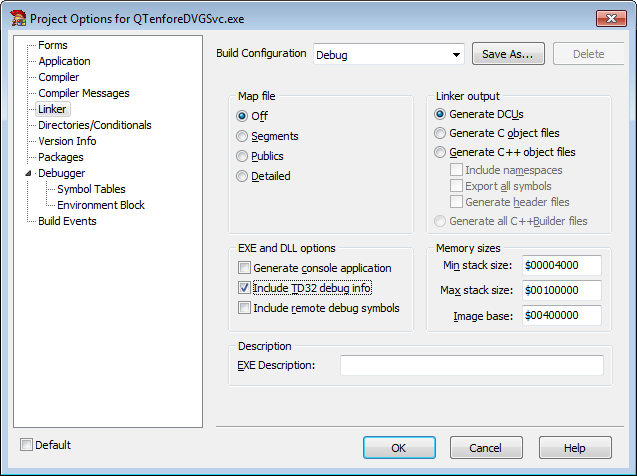 Project Options for QTenforeDVGSvc.exe
Forms
Application
Compiler
Compiler Messages
Linker
Directories/Conditionals
Version Info
Packages
Debugger
Symbol Tables
Environment Block
Build Events
Build Configuration
Debug
Save As...
Delete
Map file
Off
Segments
Publics
Detailed
Linker output
Generate DCUs
Generate C object files
Generate C++ object files
Include namespaces
Export all symbols
Generate header files
Generate all C++Builder files
EXE and DLL options
Generate console application
Include TD32 debug info
Include remote debug symbols
Memory sizes
Min stack size: $00004000
Max stack size: $00100000
Image base: $00400000
Description
EXE Description:
Default
OK
Cancel
Help